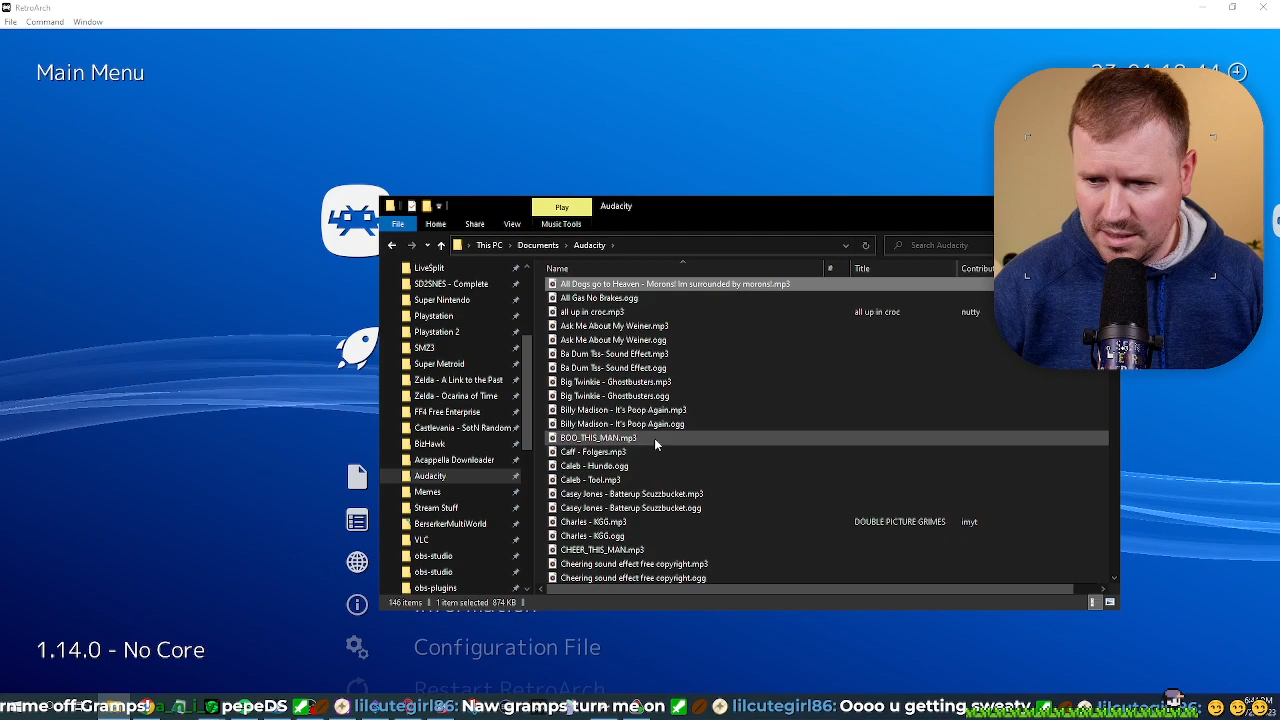 RetroArch
File Command Window
Main Menu
Play Audacity
File Home Share View Music Tools
This PC > Documents > Audacity >
Search Audacity
Name # Title Contribu
LiveSplit
SD2SNES - Complete
Super Nintendo
Playstation
Playstation 2
SMZ3
Super Metroid
Zelda - A Link to the Past
Zelda - Ocarina of Time
FF4 Free Enterprise
Castlevania - SotN Random
BizHawk
Acappella Downloader
Audacity
Memes
Stream Stuff
BerserkerMultiWorld
VLC
obs-studio
obs-studio
obs-plugins
All Dogs go to Heaven - Morons! Im surrounded by morons!.mp3
All Gas No Brakes.ogg
all up in croc.mp3 all up in croc nutty
Ask Me About My Weiner.mp3
Ask Me About My Weiner.ogg
Ba Dum Tss- Sound Effect.mp3
Ba Dum Tss- Sound Effect.ogg
Big Twinkie - Ghostbusters.mp3
Big Twinkie - Ghostbusters.ogg
Billy Madison - It's Poop Again.mp3
Billy Madison - It's Poop Again.ogg
BOO_THIS_MAN.mp3
Caff - Folgers.mp3
Caleb - Hundo.ogg
Caleb - Tool.mp3
Casey Jones - Batterup Scuzzbucket.mp3
Casey Jones - Batterup Scuzzbucket.ogg
Charles - KGG.mp3 DOUBLE PICTURE GRIMES imyt
Charles - KGG.ogg
CHEER_THIS_MAN.mp3
Cheering sound effect free copyright.mp3
Cheering sound effect free copyright.ogg
146 items 1 item selected 874 KB
Configuration File
1.14.0 - No Core
Restart RetroArch
rame off Gramps! pepeDS lilcutegirl86: Naw gramps turn me on lilcutegirl86: Oooo u getting sweaty lilcutegirl86: